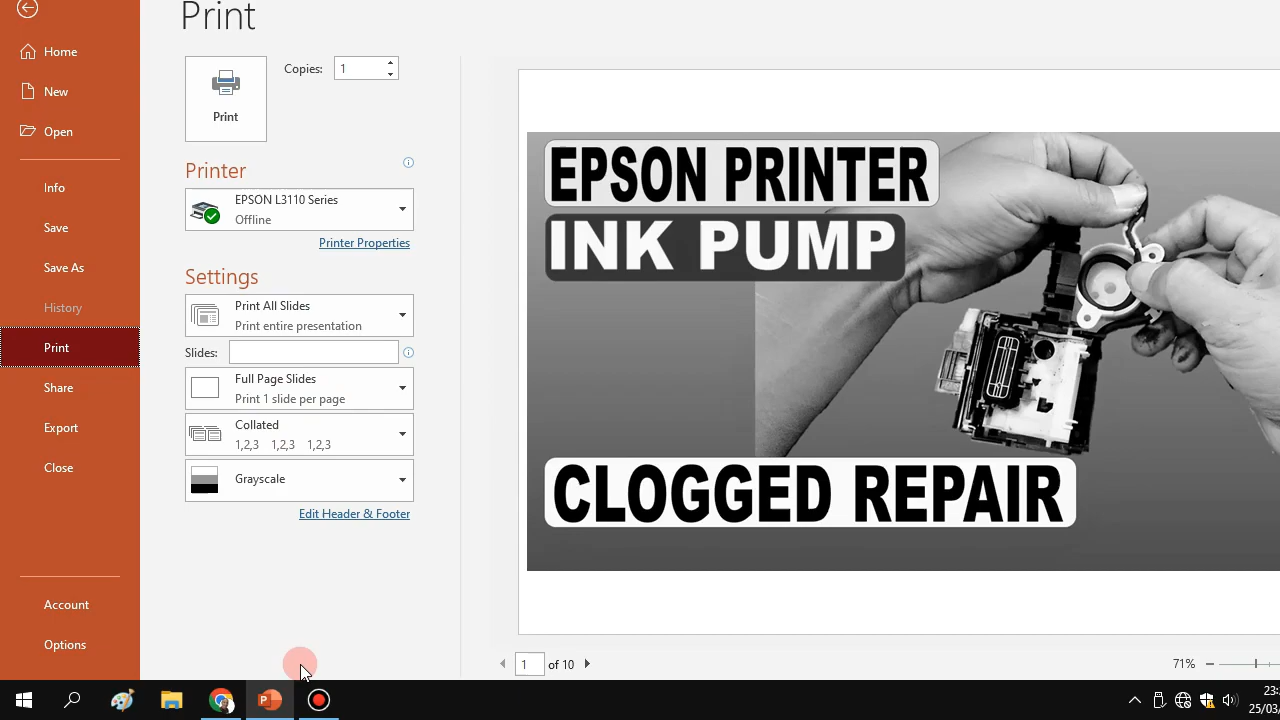 Print
Home
New
Open
Info
Save
Save As
History
Print
Share
Export
Close
Account
Options
Print
Copies: 1
Printer
EPSON L3110 Series
Offline
Printer Properties
Settings
Print All Slides
Print entire presentation
Slides:
Full Page Slides
Print 1 slide per page
Collated
1,2,3 1,2,3 1,2,3
Grayscale
Edit Header & Footer
EPSON PRINTER
INK PUMP
CLOGGED REPAIR
1 of 10
71%
23:
25/03/